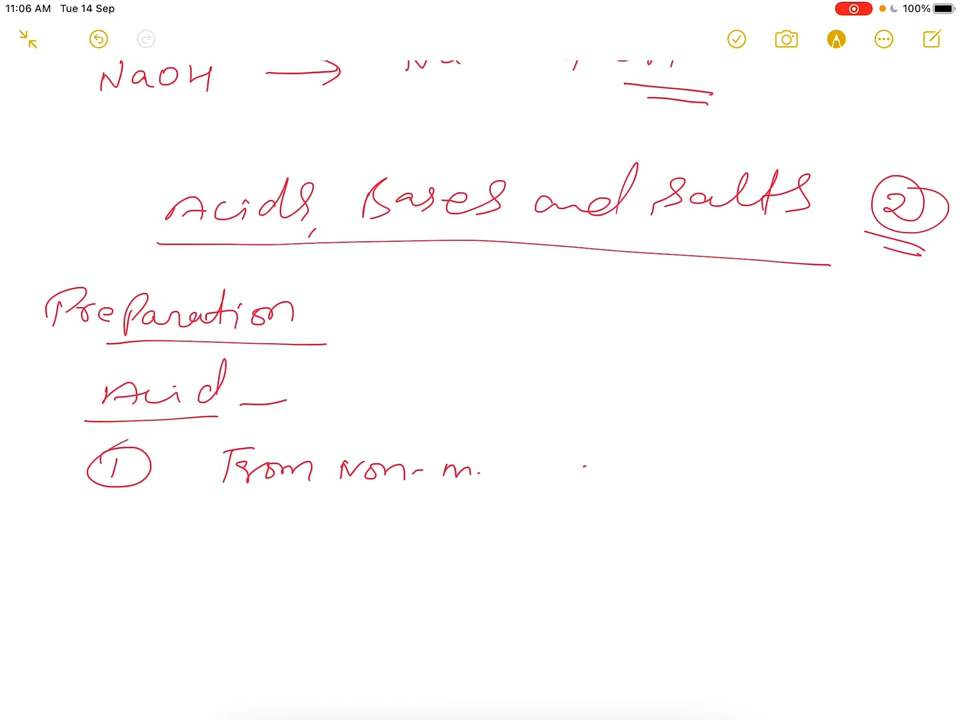 11:06 AM Tue 14 Sep 100%
NaOH →
Acids, Bases and Salts 2
Preparation
Acid –
1 From Non-m.